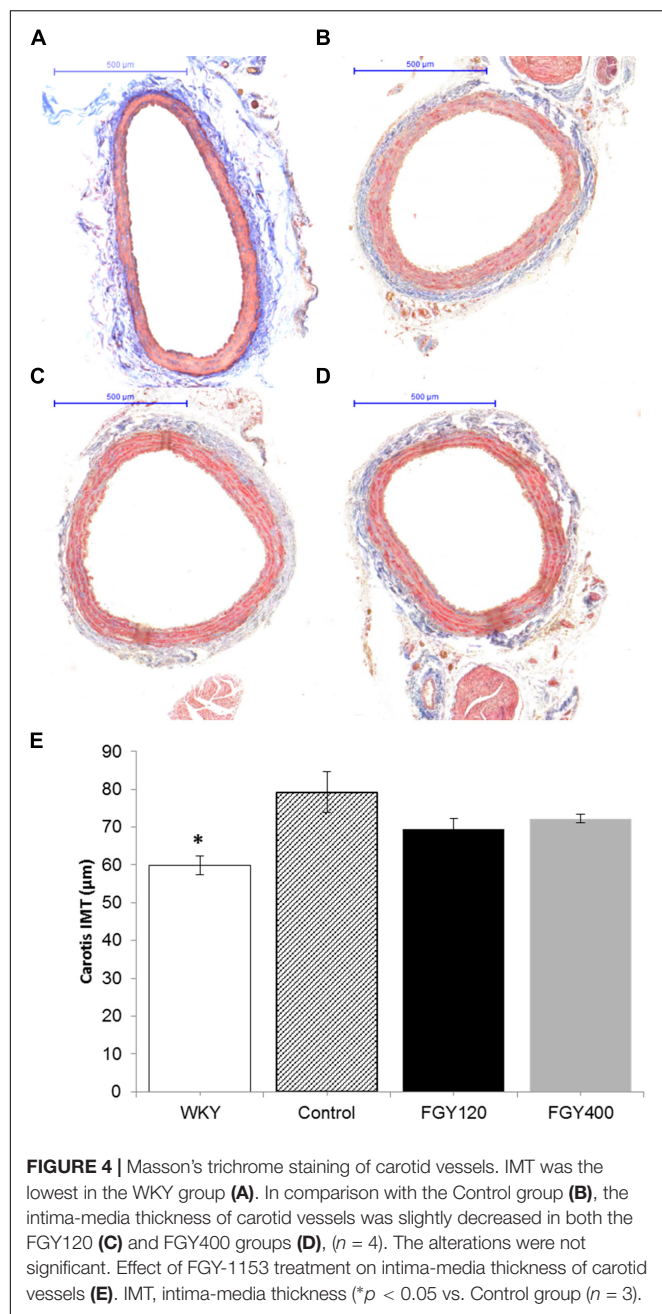 A
B
500 µm
500 µm
C
D
500 µm
500 µm
E
90
80
70
60
50
40
30
20
10
0
Carotis IMT (µm)
*
WKY
Control
FGY120
FGY400
FIGURE 4 | Masson's trichrome staining of carotid vessels. IMT was the
lowest in the WKY group (A). In comparison with the Control group (B), the
intima-media thickness of carotid vessels was slightly decreased in both the
FGY120 (C) and FGY400 groups (D), (n = 4). The alterations were not
significant. Effect of FGY-1153 treatment on intima-media thickness of carotid
vessels (E). IMT, intima-media thickness (*p < 0.05 vs. Control group (n = 3).